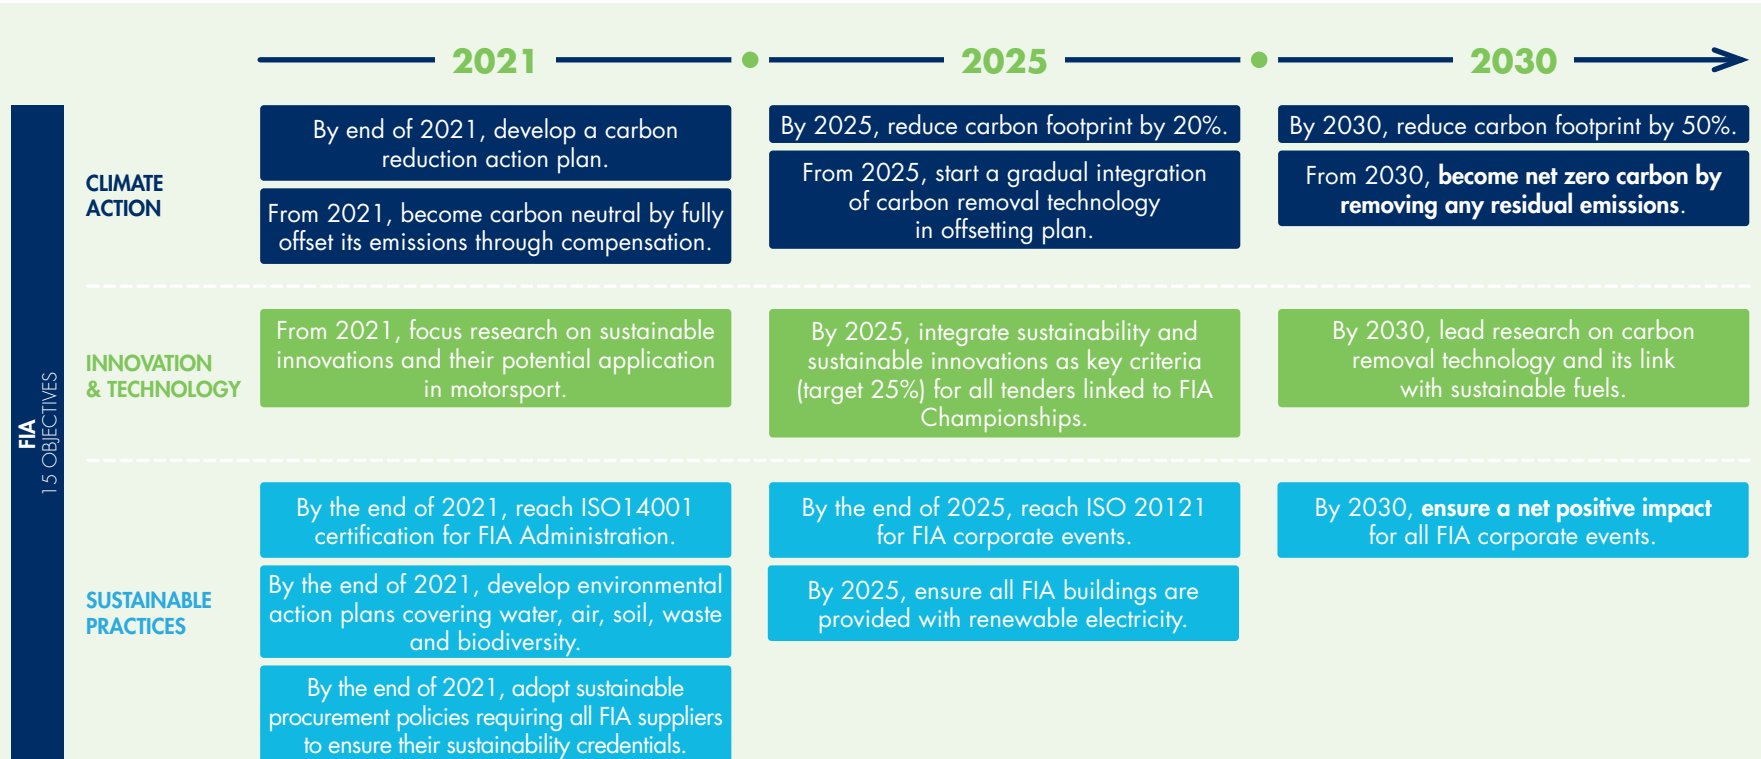 2021
2025
2030
FIA
15 OBJECTIVES
CLIMATE
ACTION
By end of 2021, develop a carbon
reduction action plan.
From 2021, become carbon neutral by fully
offset its emissions through compensation.
By 2025, reduce carbon footprint by 20%.
From 2025, start a gradual integration
of carbon removal technology
in offsetting plan.
By 2030, reduce carbon footprint by 50%.
From 2030, become net zero carbon by
removing any residual emissions.
INNOVATION
& TECHNOLOGY
From 2021, focus research on sustainable
innovations and their potential application
in motorsport.
By 2025, integrate sustainability and
sustainable innovations as key criteria
(target 25%) for all tenders linked to FIA
Championships.
By 2030, lead research on carbon
removal technology and its link
with sustainable fuels.
SUSTAINABLE
PRACTICES
By the end of 2021, reach ISO14001
certification for FIA Administration.
By the end of 2021, develop environmental
action plans covering water, air, soil, waste
and biodiversity.
By the end of 2021, adopt sustainable
procurement policies requiring all FIA suppliers
to ensure their sustainability credentials.
By the end of 2025, reach ISO 20121
for FIA corporate events.
By 2025, ensure all FIA buildings are
provided with renewable electricity.
By 2030, ensure a net positive impact
for all FIA corporate events.